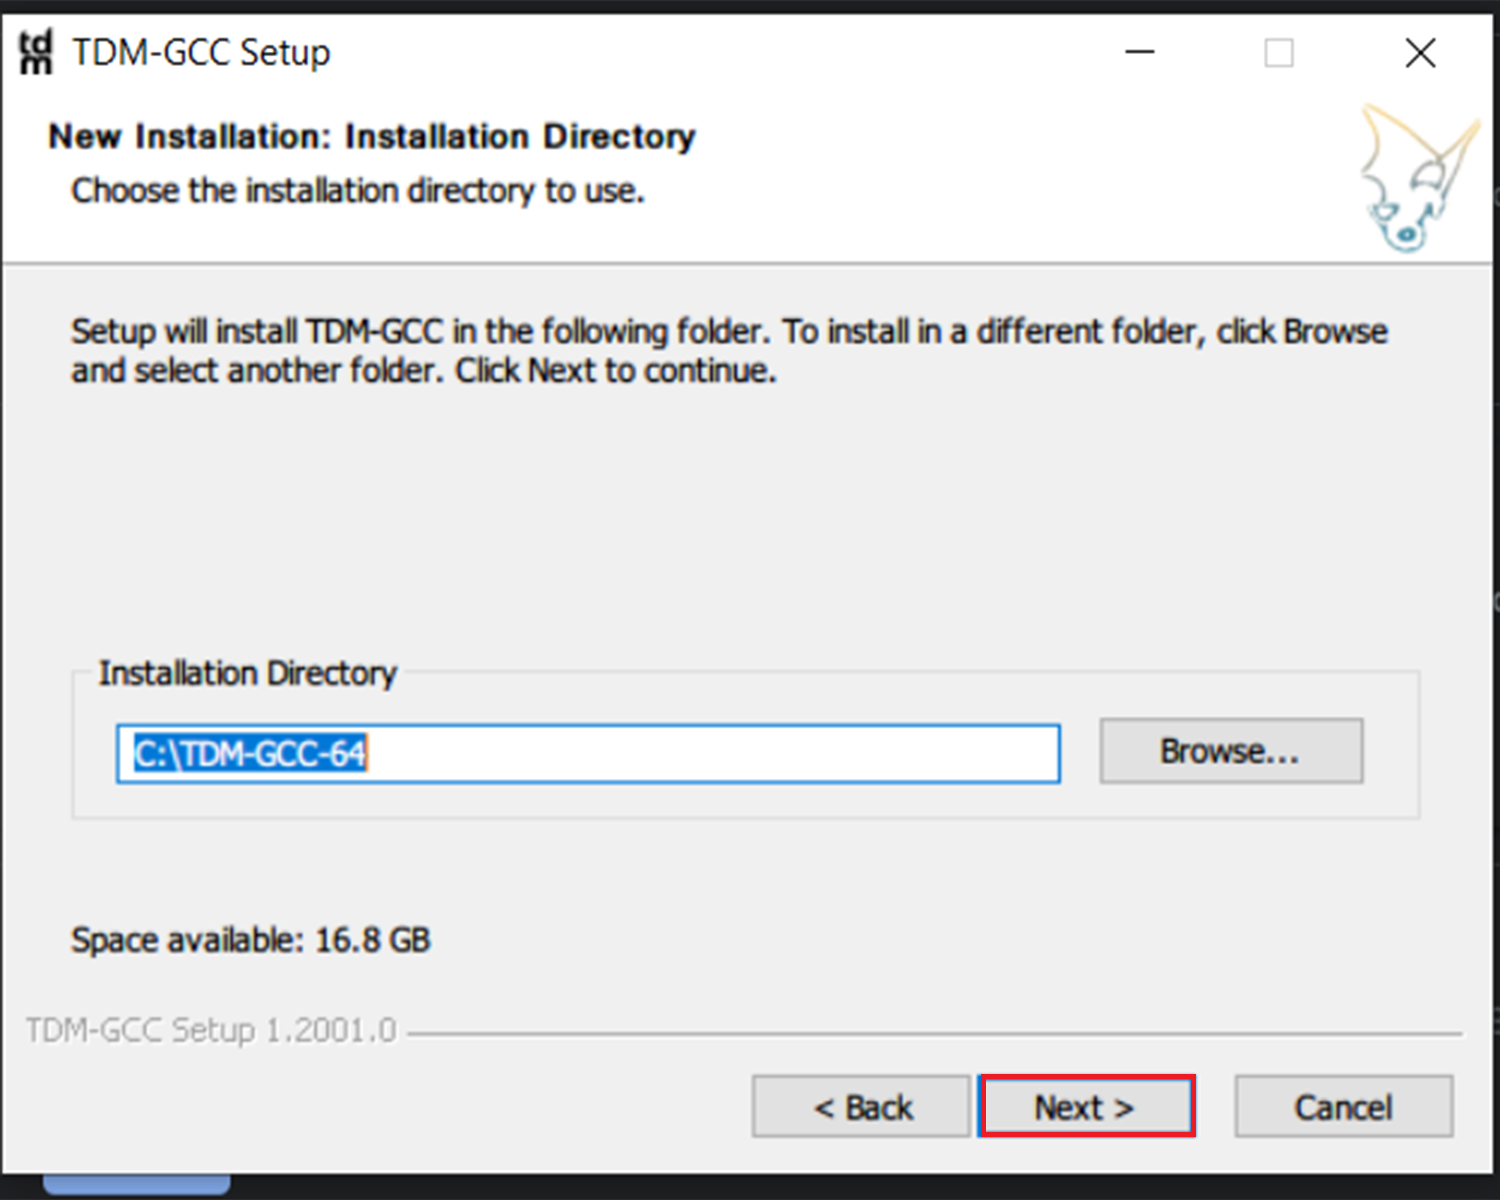 tdm
TDM-GCC Setup
New Installation: Installation Directory
Choose the installation directory to use.
Setup will install TDM-GCC in the following folder. To install in a different folder, click Browse
and select another folder. Click Next to continue.
Installation Directory
C:\TDM-GCC-64
Browse...
Space available: 16.8 GB
TDM-GCC Setup 1.2001.0
< Back
Next >
Cancel